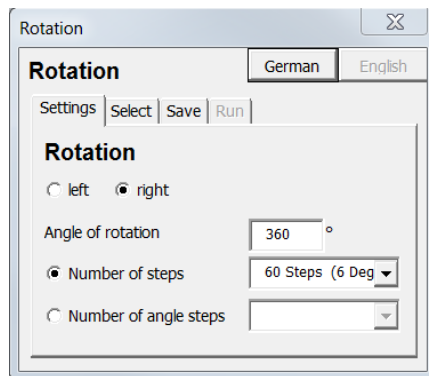 Rotation
Rotation German English
Settings Select Save Run
Rotation
left right
Angle of rotation 360 °
Number of steps 60 Steps (6 Deg
Number of angle steps